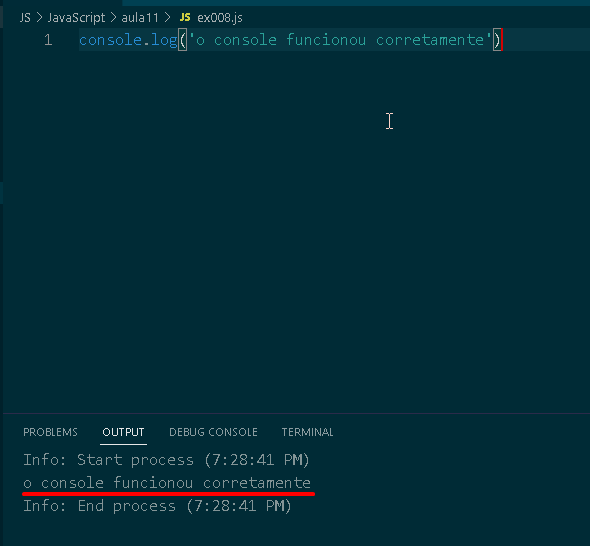 JS > JavaScript > aula11 > JS ex008.js
1 console.log('o console funcionou corretamente')
PROBLEMS OUTPUT DEBUG CONSOLE TERMINAL
Info: Start process (7:28:41 PM)
o console funcionou corretamente
Info: End process (7:28:41 PM)